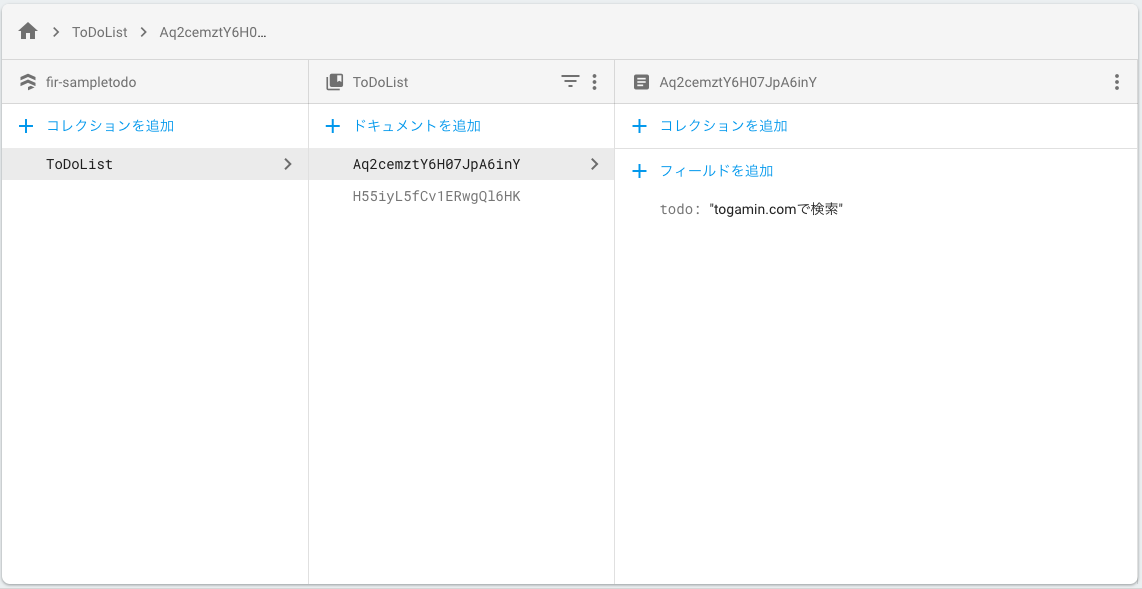 ToDoList
Aq2cemztY6H0...
fir-sampletodo
ToDoList
Aq2cemztY6H07JpA6inY
コレクションを追加
ドキュメントを追加
コレクションを追加
ToDoList
Aq2cemztY6H07JpA6inY
フィールドを追加
H55iyL5fCv1ERwgQl6HK
todo: "togamin.comで検索"